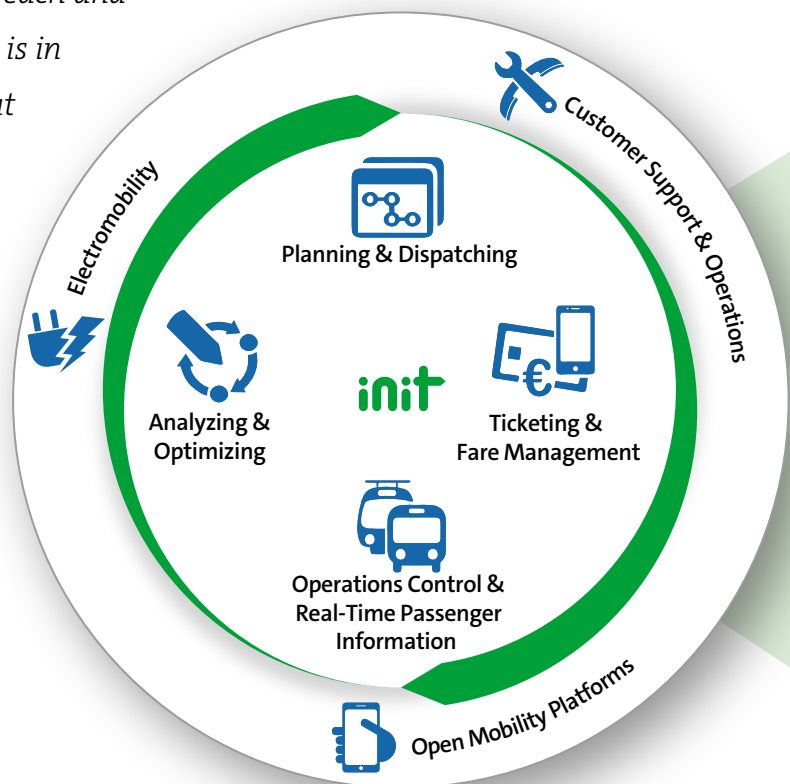 is in
Electromobility
Customer Support & Operations
Planning & Dispatching
Analyzing &
Optimizing
init
€
Ticketing &
Fare Management
Operations Control &
Real-Time Passenger
Information
Open Mobility Platforms